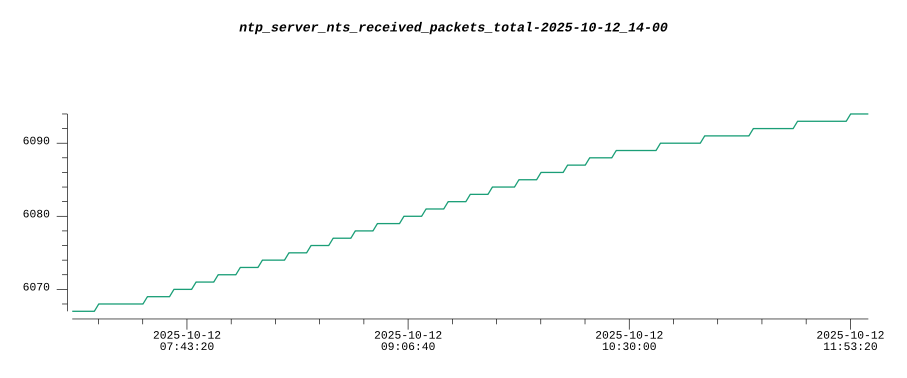 ntp_server_nts_received_packets_total-2025-10-12_14-00
6090
6080
6070
2025-10-12 2025-10-12 2025-10-12 2025-10-12
07:43:20 09:06:40 10:30:00 11:53:20